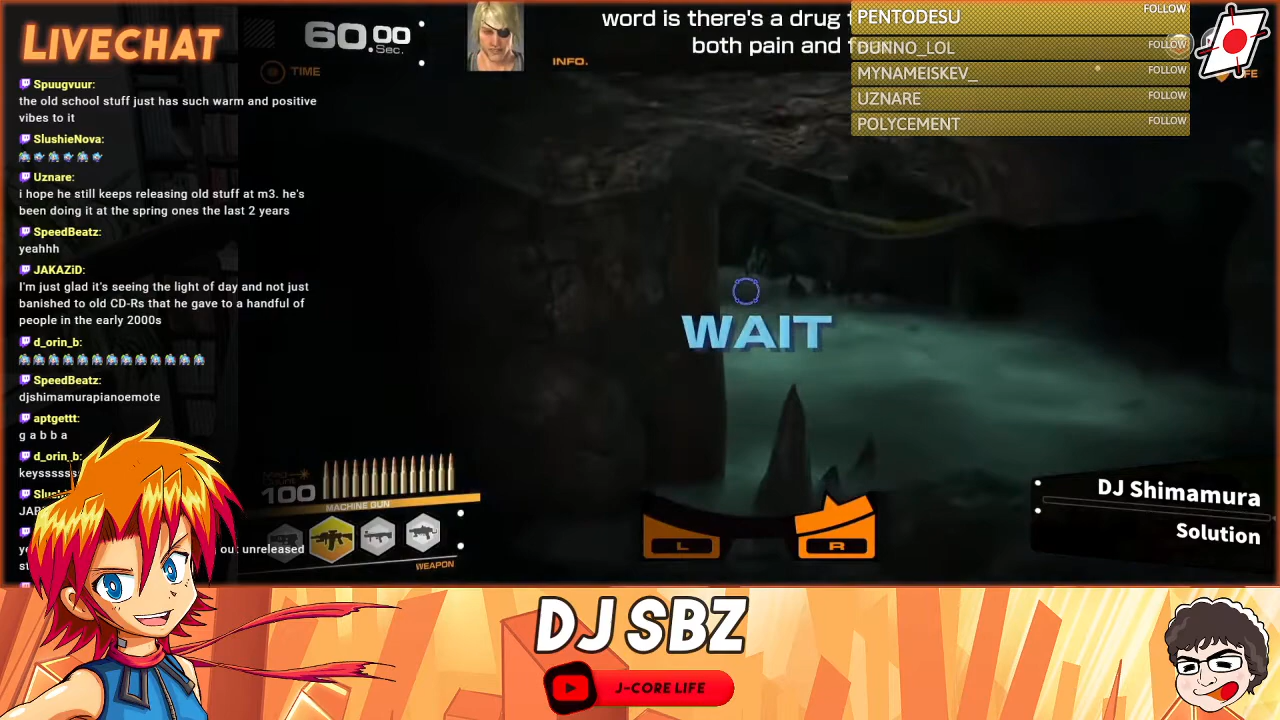 LIVECHAT
Spuugvuur:
the old school stuff just has such warm and positive
vibes to it
SlushieNova:
Uznare:
i hope he still keeps releasing old stuff at m3. he's
been doing it at the spring ones the last 2 years
SpeedBeatz:
yeahhh
JAKAZiD:
I'm just glad it's seeing the light of day and not just
banished to old CD-Rs that he gave to a handful of
people in the early 2000s
d_orin_b:
SpeedBeatz:
djshimamurapianoemote
aptgettt:
g a b b a
d_orin_b:
keyssssss
unreleased
60.00
Sec.
TIME
INFO.
word is there's a drug
both pain and
PENTODESU FOLLOW
DUNNO_LOL FOLLOW
MYNAMEISKEV_ FOLLOW
UZNARE FOLLOW
POLYCEMENT FOLLOW
WAIT
100
MACHINE GUN
WEAPON
L
R
DJ Shimamura
Solution
DJ SBZ
J-CORE LIFE